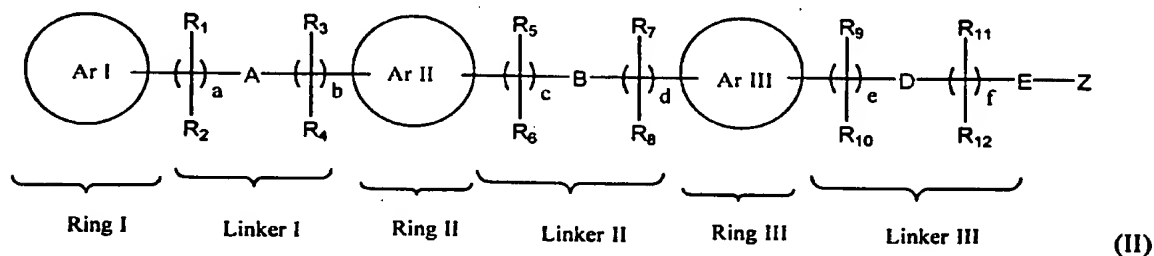 R₁ R₃ R₅ R₇ R₉ R₁₁
Ar I ( )a A ( )b Ar II ( )c B ( )d Ar III ( )e D ( )f E Z
R₂ R₄ R₆ R₈ R₁₀ R₁₂
Ring I Linker I Ring II Linker II Ring III Linker III
(II)